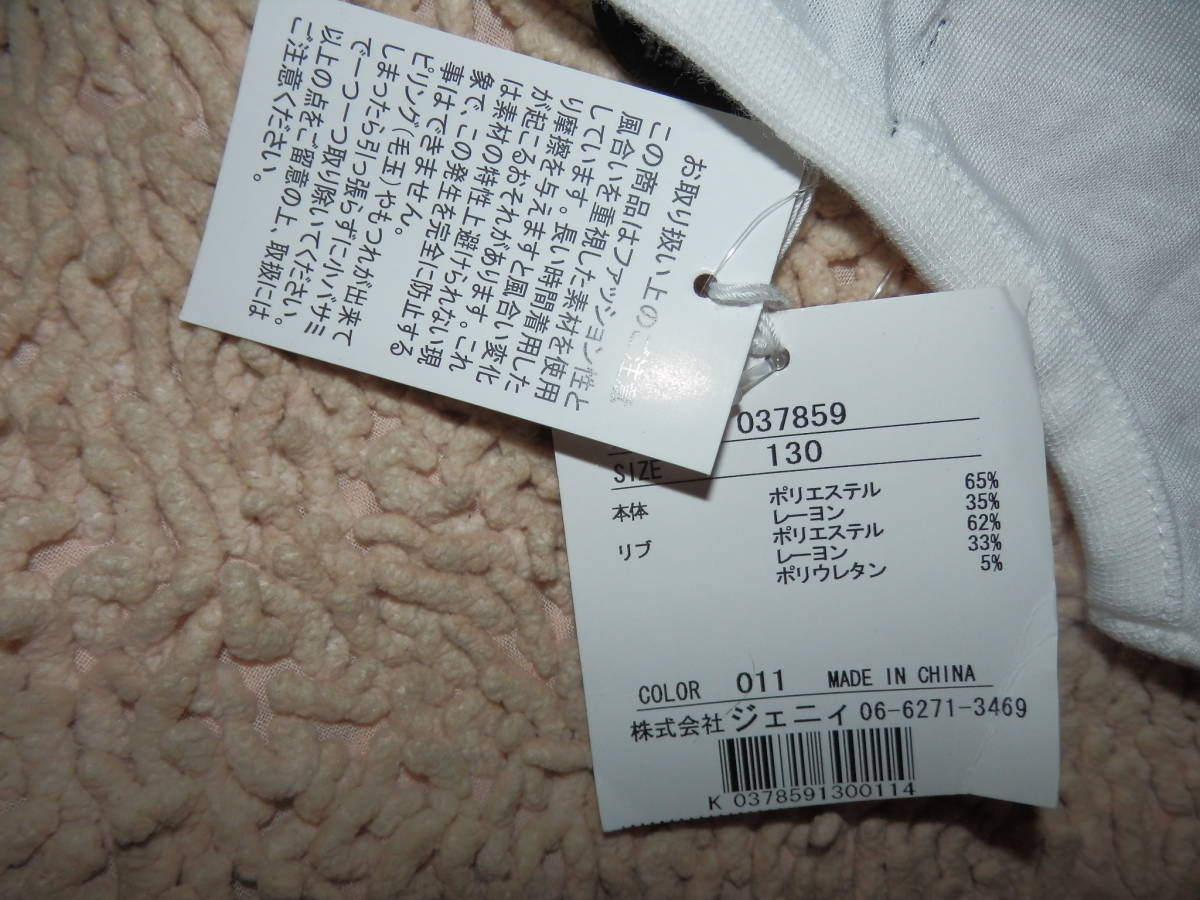 お取り扱い上のご注意
この商品はファッション性と
風合いを重視した素材を使用
しています。長い時間着用した
り摩擦を与えますと風合い変化
が起こるおそれがあります。これ
は素材の特性上避けられない現
象で、この発生を完全に防止する
事はできません。
ピリング(毛玉)やもつれが出来て
しまったら引っ張らずに小バサミ
で一つ一つ取り除いてください。
以上の点をご留意の上、取扱には
ご注意ください。
037859
SIZE 130
本体 ポリエステル 65%
レーヨン 35%
リブ ポリエステル 62%
レーヨン 33%
ポリウレタン 5%
COLOR 011 MADE IN CHINA
株式会社 ジェニィ 06-6271-3469
K 0378591300114